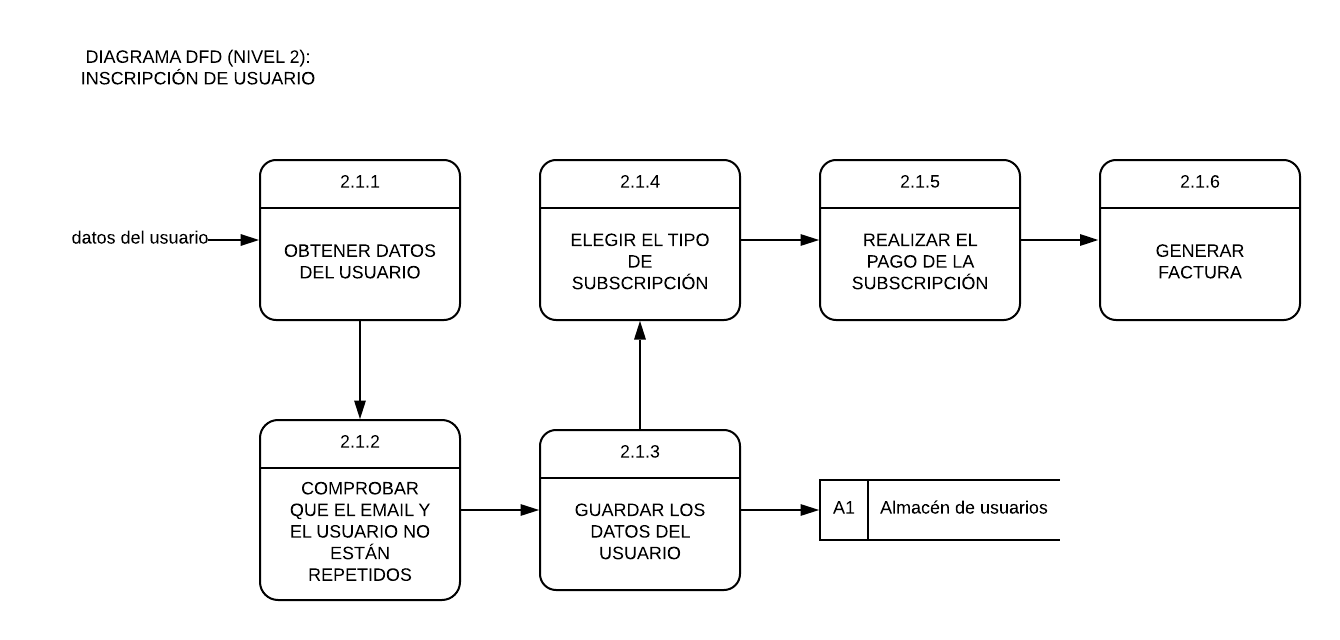 DIAGRAMA DFD (NIVEL 2):
INSCRIPCIÓN DE USUARIO
datos del usuario
2.1.1
OBTENER DATOS
DEL USUARIO
2.1.4
ELEGIR EL TIPO
DE
SUBSCRIPCIÓN
2.1.5
REALIZAR EL
PAGO DE LA
SUBSCRIPCIÓN
2.1.6
GENERAR
FACTURA
2.1.2
COMPROBAR
QUE EL EMAIL Y
EL USUARIO NO
ESTÁN
REPETIDOS
2.1.3
GUARDAR LOS
DATOS DEL
USUARIO
A1
Almacén de usuarios